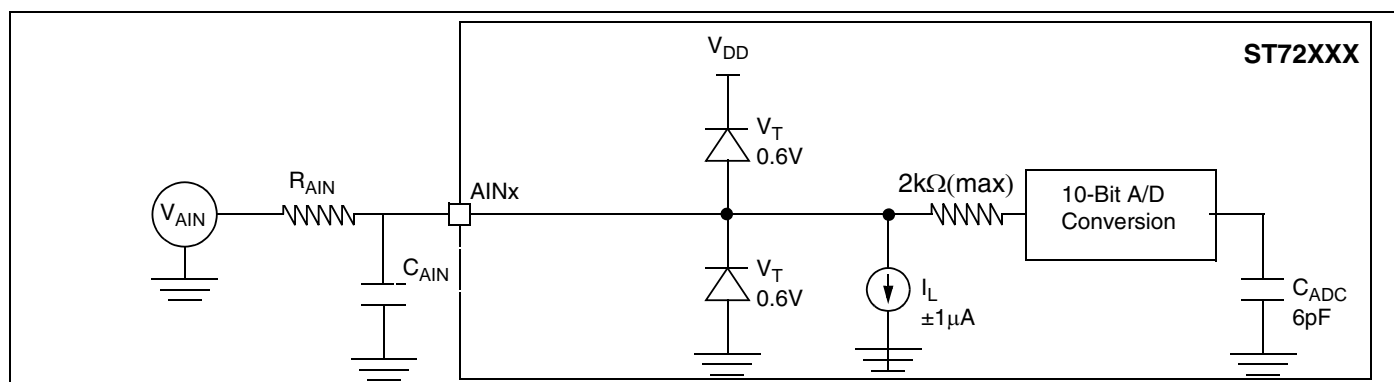 ST72XXX
V_DD
V_T
0.6V
R_AIN
AINx
2kΩ(max)
10-Bit A/D
Conversion
V_AIN
C_AIN
V_T
0.6V
I_L
±1μA
C_ADC
6pF